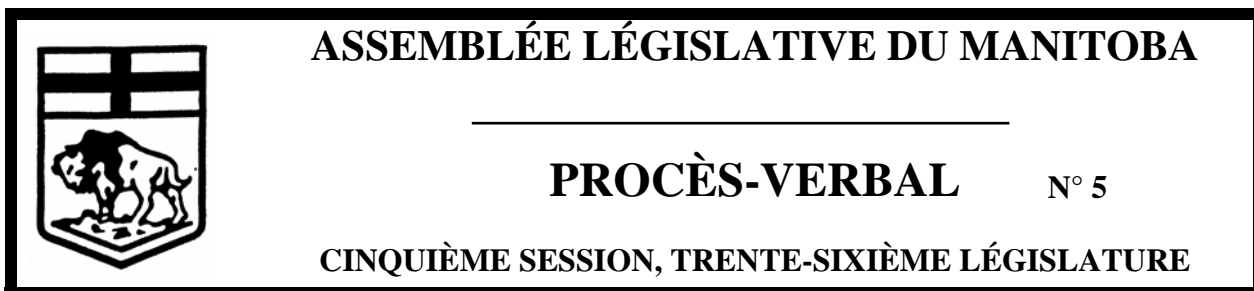 ASSEMBLÉE LÉGISLATIVE DU MANITOBA
PROCÈS-VERBAL N° 5
CINQUIÈME SESSION, TRENTE-SIXIÈME LÉGISLATURE